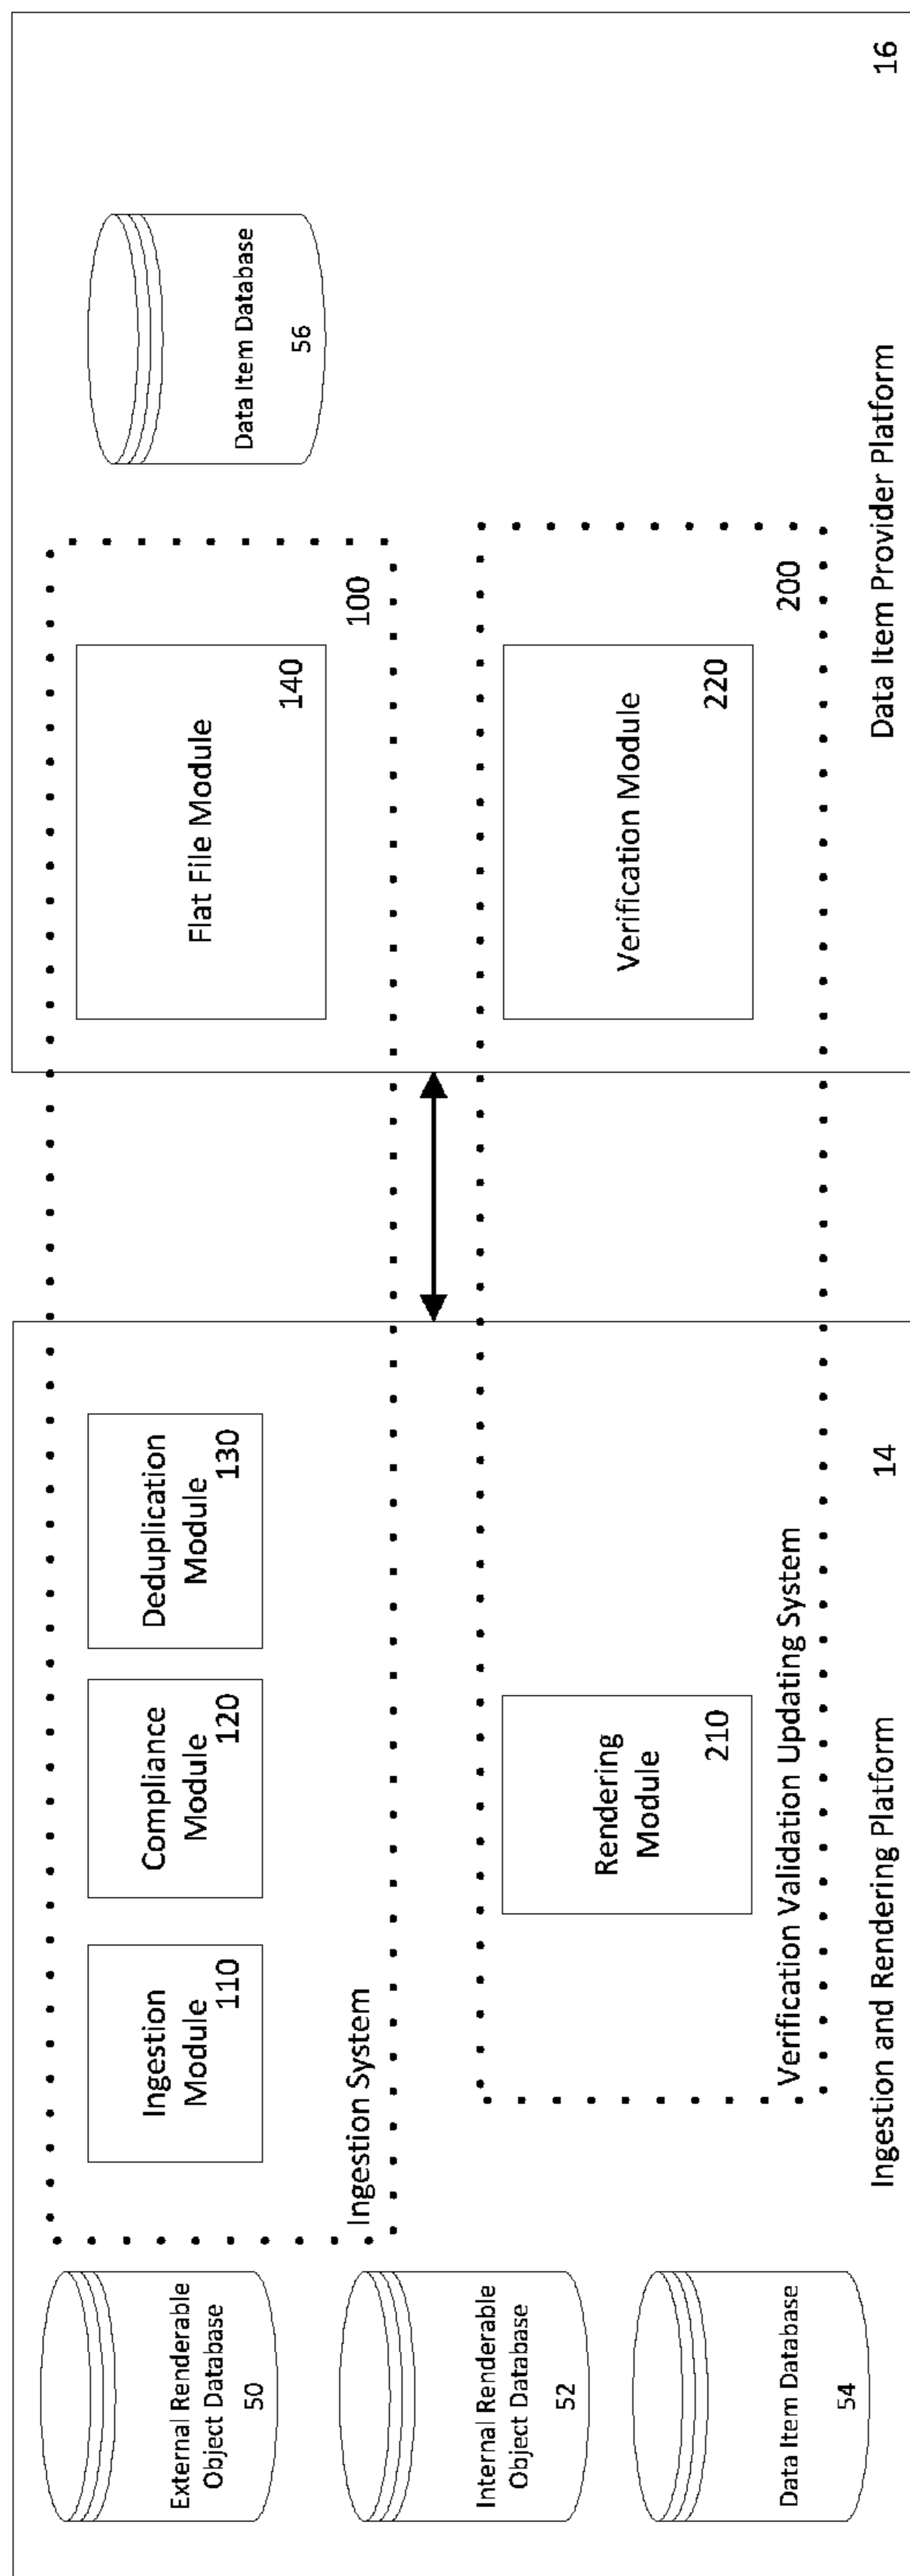 External Renderable
Object Database
50
Internal Renderable
Object Database
52
Data Item Database
54
Ingestion
Module
110
Compliance
Module
120
Deduplication
Module
130
Ingestion System
Rendering
Module
210
Verification Validation Updating System
Ingestion and Rendering Platform
14
Flat File Module
140
100
Verification Module
220
200
Data Item Database
56
Data Item Provider Platform
16